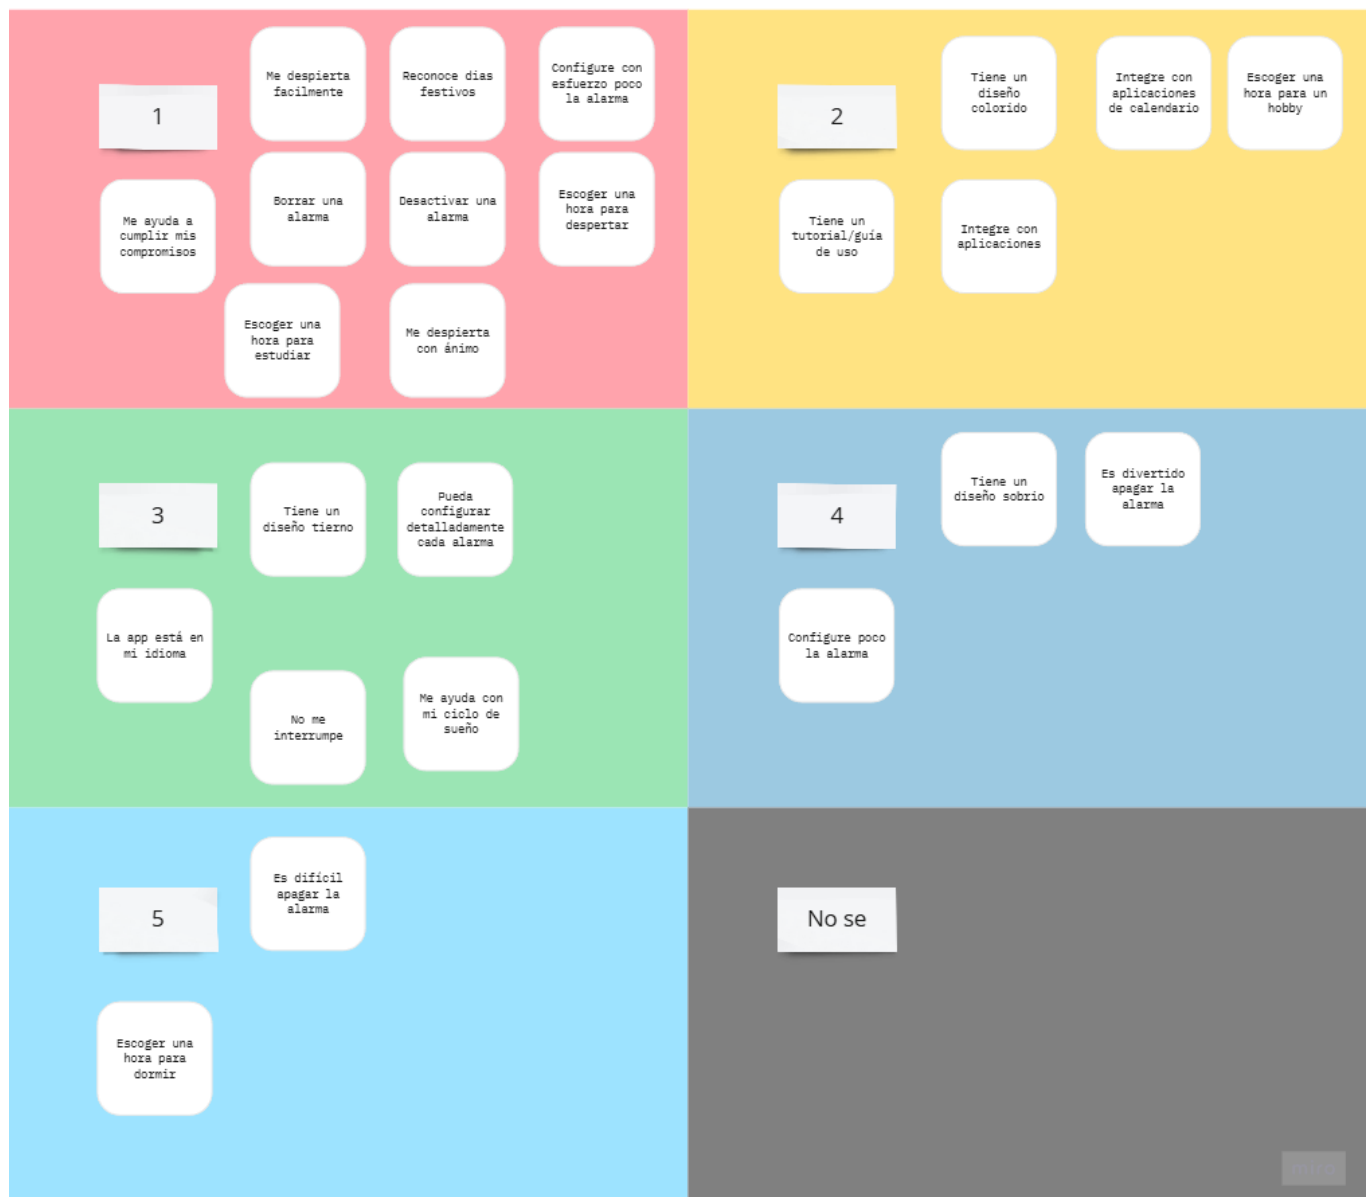 1
Me despierta
facilmente
Reconoce dias
festivos
Configure con
esfuerzo poco
la alarma
Me ayuda a
cumplir mis
compromisos
Borrar una
alarma
Desactivar una
alarma
Escoger una
hora para
despertar
Escoger una
hora para
estudiar
Me despierta
con ánimo
2
Tiene un
diseño
colorido
Integre con
aplicaciones
de calendario
Escoger una
hora para un
hobby
Tiene un
tutorial/guía
de uso
Integre con
aplicaciones
3
Tiene un
diseño tierno
Pueda
configurar
detalladamente
cada alarma
La app está en
mi idioma
No me
interrumpe
Me ayuda con
mi ciclo de
sueño
4
Tiene un
diseño sobrio
Es divertido
apagar la
alarma
Configure poco
la alarma
5
Es difícil
apagar la
alarma
Escoger una
hora para
dormir
No se
miro